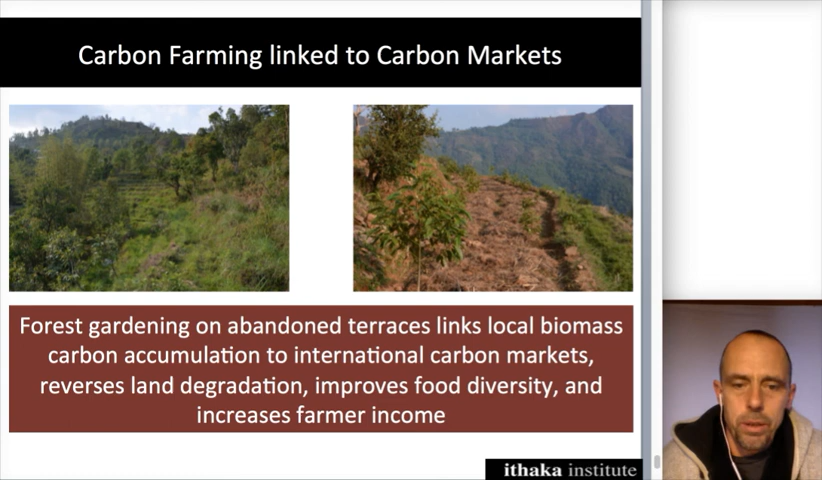 Carbon Farming linked to Carbon Markets
Forest gardening on abandoned terraces links local biomass
carbon accumulation to international carbon markets,
reverses land degradation, improves food diversity, and
increases farmer income
ithaka institute